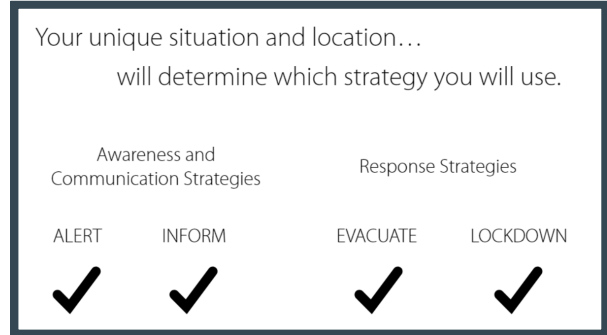 Your unique situation and location…
will determine which strategy you will use.
Awareness and
Communication Strategies
Response Strategies
ALERT
INFORM
EVACUATE
LOCKDOWN